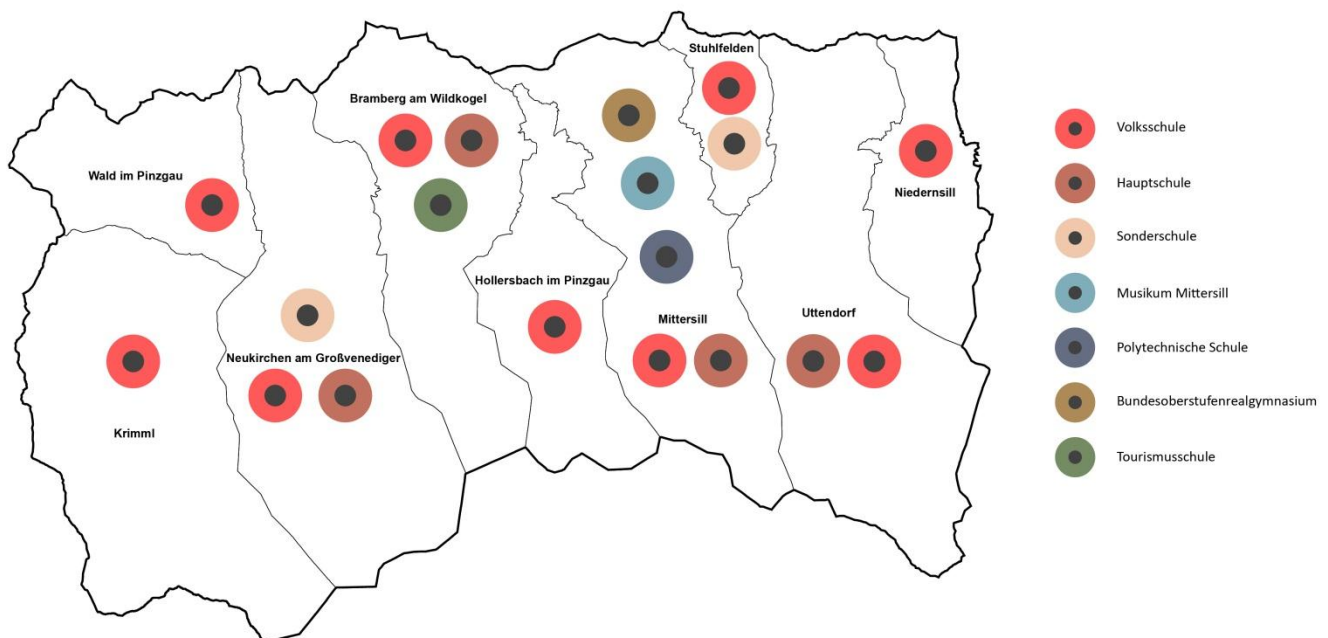 Stuhlfelden
Bramberg am Wildkogel
Wald im Pinzgau
Niedernsill
Hollersbach im Pinzgau
Mittersill
Uttendorf
Neukirchen am Großvenediger
Krimml
Volksschule
Hauptschule
Sonderschule
Musikum Mittersill
Polytechnische Schule
Bundesoberstufenrealgymnasium
Tourismusschule